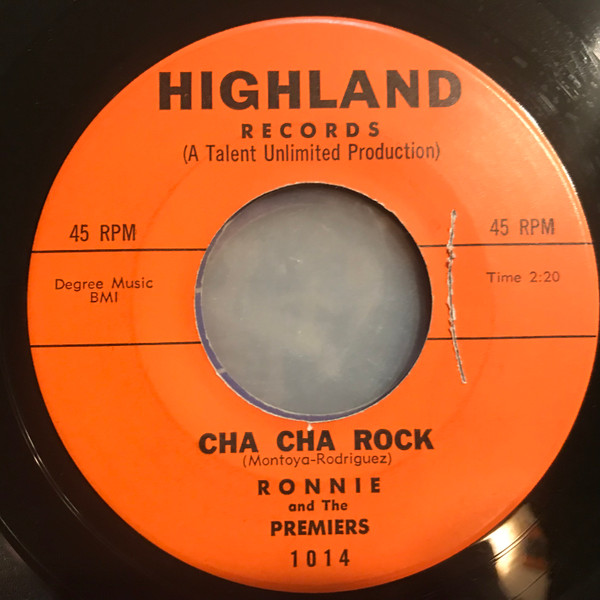 HIGHLAND
RECORDS
(A Talent Unlimited Production)
45 RPM
45 RPM
Degree Music
BMI
Time 2:20
CHA CHA ROCK
(Montoya-Rodriguez)
RONNIE
and The
PREMIERS
1014